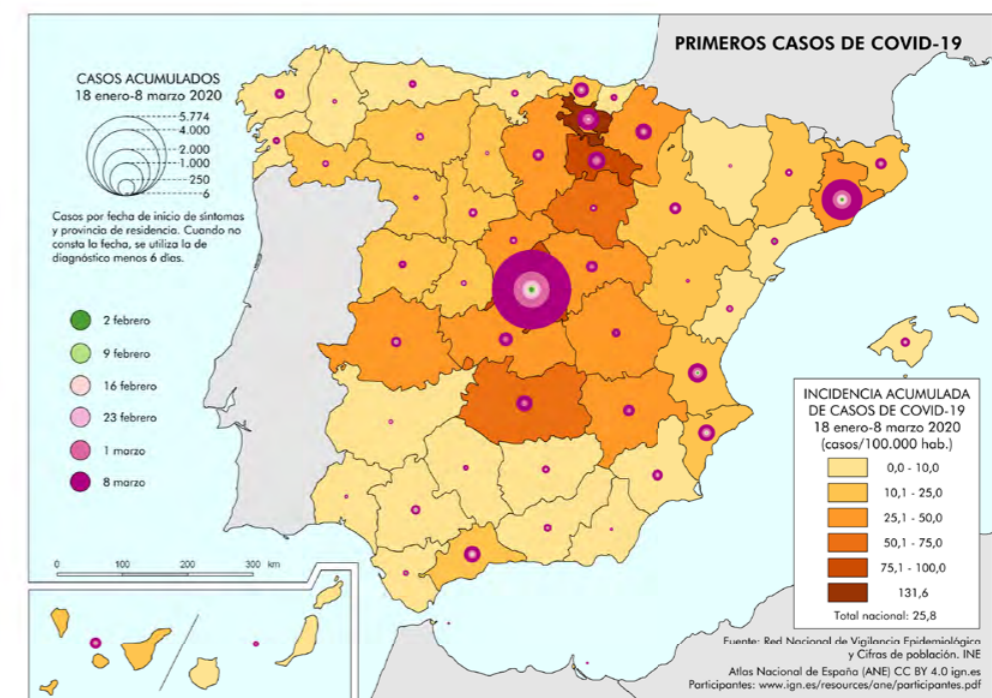 PRIMEROS CASOS DE COVID-19
CASOS ACUMULADOS
18 enero-8 marzo 2020
5.774
4.000
2.000
1.000
250
6
Casos por fecha de inicio de síntomas
y provincia de residencia. Cuando no
consta la fecha, se utiliza la de
diagnóstico menos 6 días.
2 febrero
9 febrero
16 febrero
23 febrero
1 marzo
8 marzo
0 100 200 300 km
INCIDENCIA ACUMULADA
DE CASOS DE COVID-19
18 enero-8 marzo 2020
(casos/100.000 hab.)
0,0 - 10,0
10,1 - 25,0
25,1 - 50,0
50,1 - 75,0
75,1 - 100,0
131,6
Total nacional: 25,8
Fuente: Red Nacional de Vigilancia Epidemiológica
y Cifras de población. INE
Atlas Nacional de España (ANE) CC BY 4.0 ign.es
Participantes: www.ign.es/resources/ane/participantes.pdf